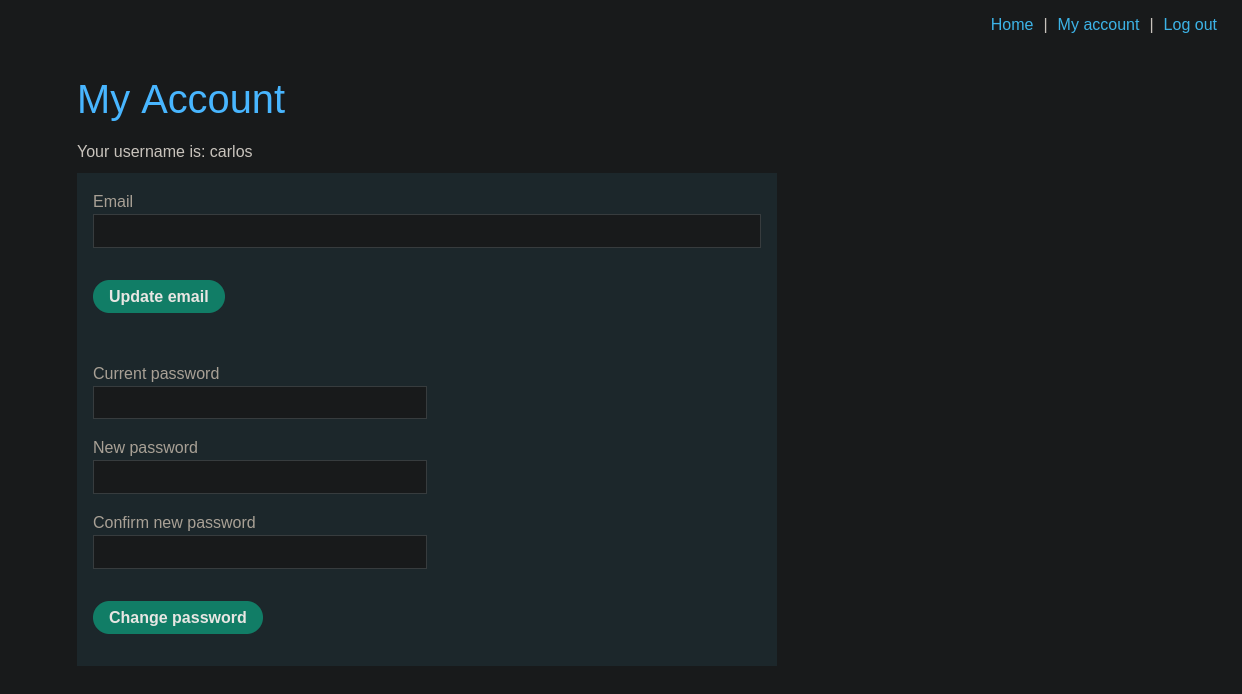 Home | My account | Log out
My Account
Your username is: carlos
Email
Update email
Current password
New password
Confirm new password
Change password